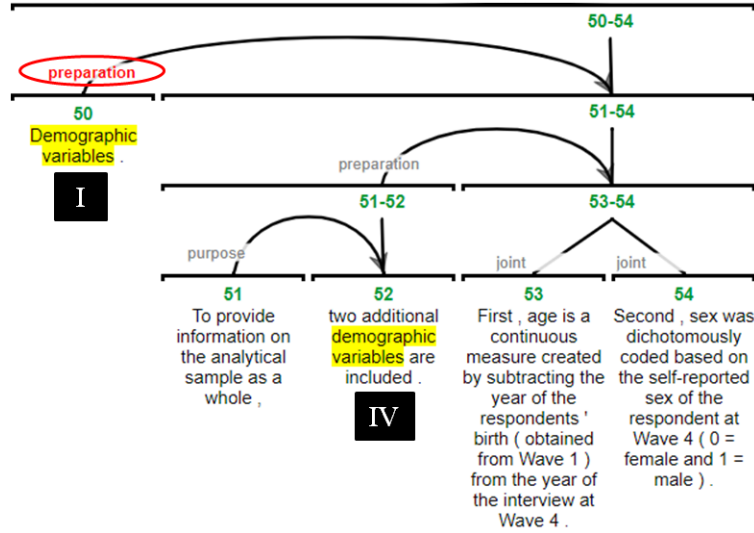 50-54
preparation
50
Demographic
variables .
I
51-54
preparation
51-52
53-54
purpose
joint
joint
51
To provide
information on
the analytical
sample as a
whole ,
52
two additional
demographic
variables are
included .
IV
53
First , age is a
continuous
measure created
by subtracting the
year of the
respondents '
birth ( obtained
from Wave 1 )
from the year of
the interview at
Wave 4 .
54
Second , sex was
dichotomously
coded based on
the self-reported
sex of the
respondent at
Wave 4 ( 0 =
female and 1 =
male ) .